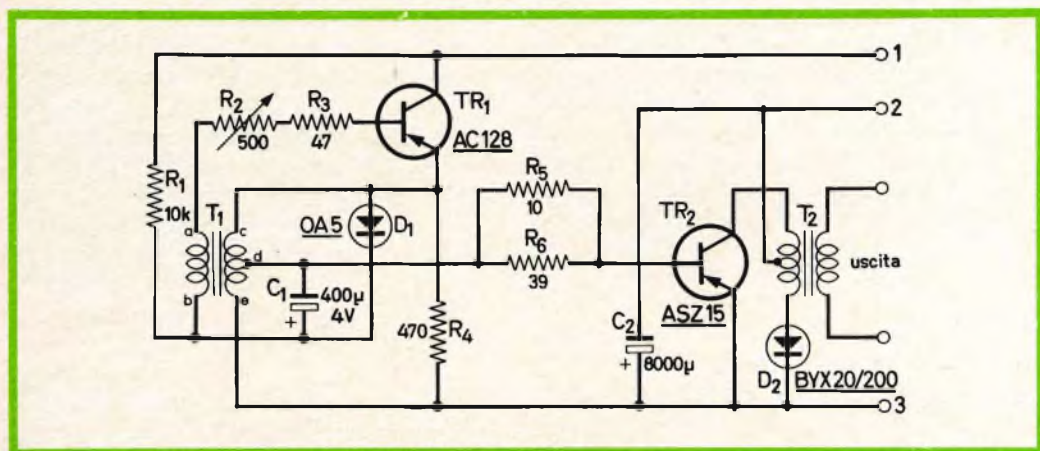 1
R₂
R₃
TR₁
2
500
47
AC128
R₅
10
TR₂
R₁
10k
T₁
OA5
D₁
R₆
39
T₂
a
c
b
d
e
C₁
400μ
4V
+
470
R₄
C₂
+
8000μ
ASZ15
uscita
D₂
BYX20/200
3